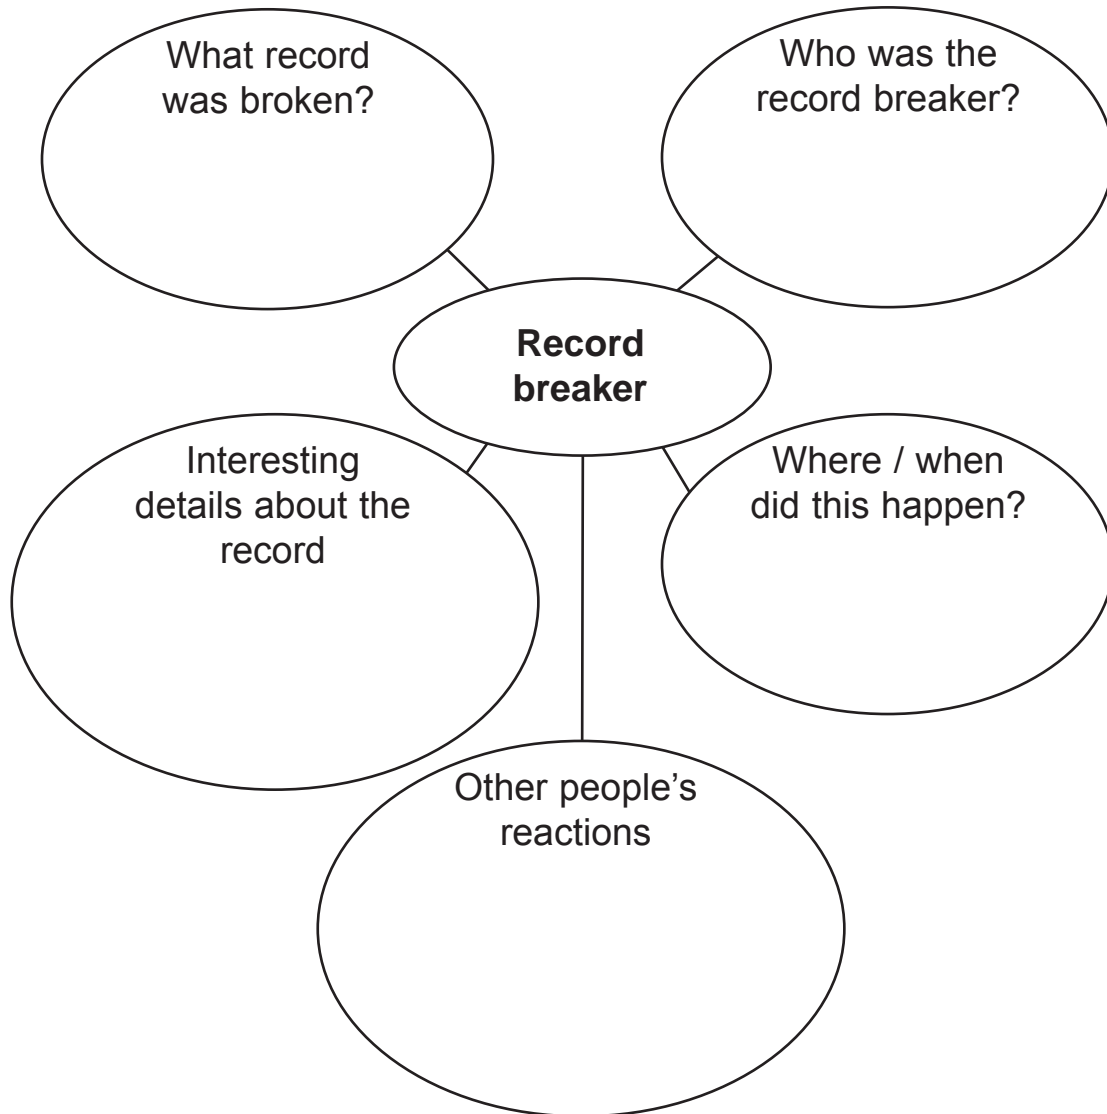 What record
was broken?
Who was the
record breaker?
Record
breaker
Interesting
details about the
record
Where / when
did this happen?
Other people’s
reactions